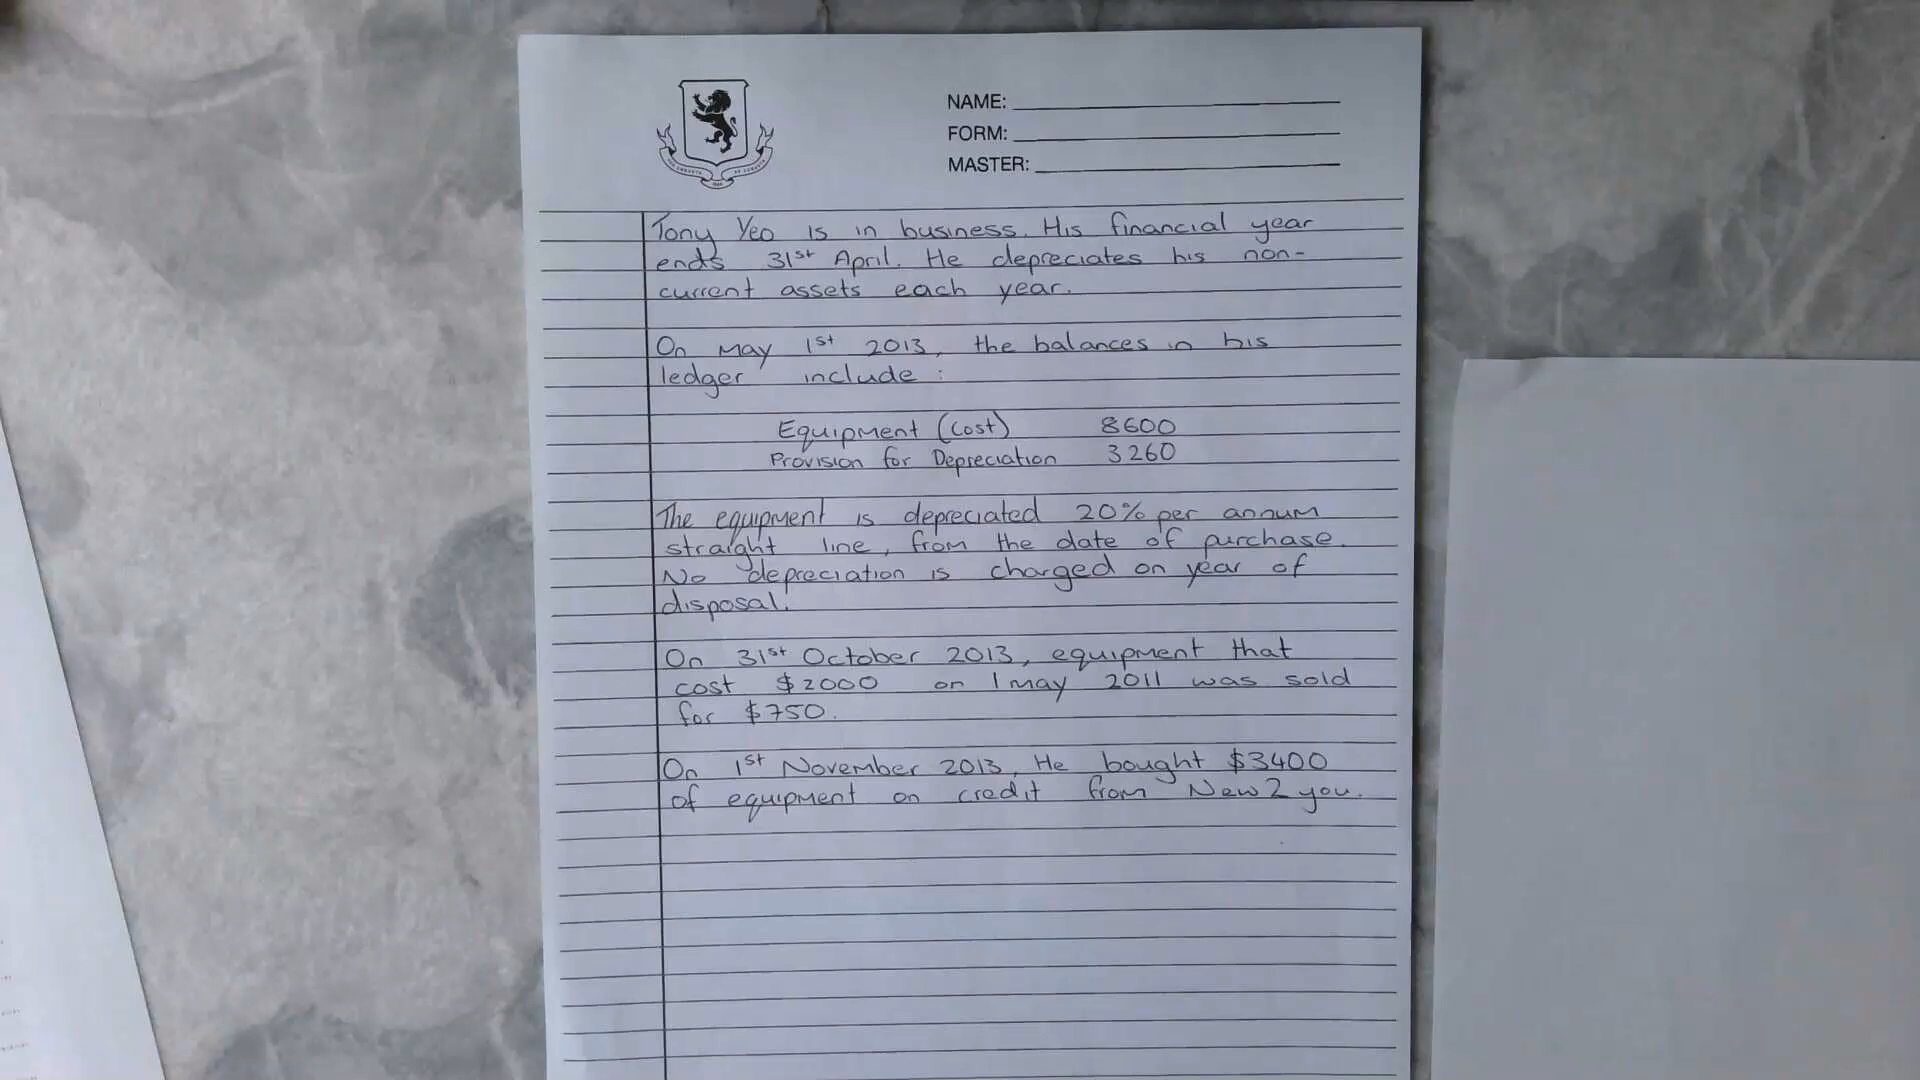 NAME:
FORM:
MASTER:
Tony Yeo is in business. His financial year
ends 31st April. He depreciates his non-
current assets each year.
On May 1st 2013, the balances in his
ledger include :
Equipment (cost) 8600
Provision for Depreciation 3260
The equipment is depreciated 20% per annum
straight line, from the date of purchase.
No depreciation is charged on year of
disposal.
On 31st October 2013, equipment that
cost $2000 on 1 May 2011 was sold
for $750.
On 1st November 2013, He bought $3400
of equipment on credit from New 2 you.